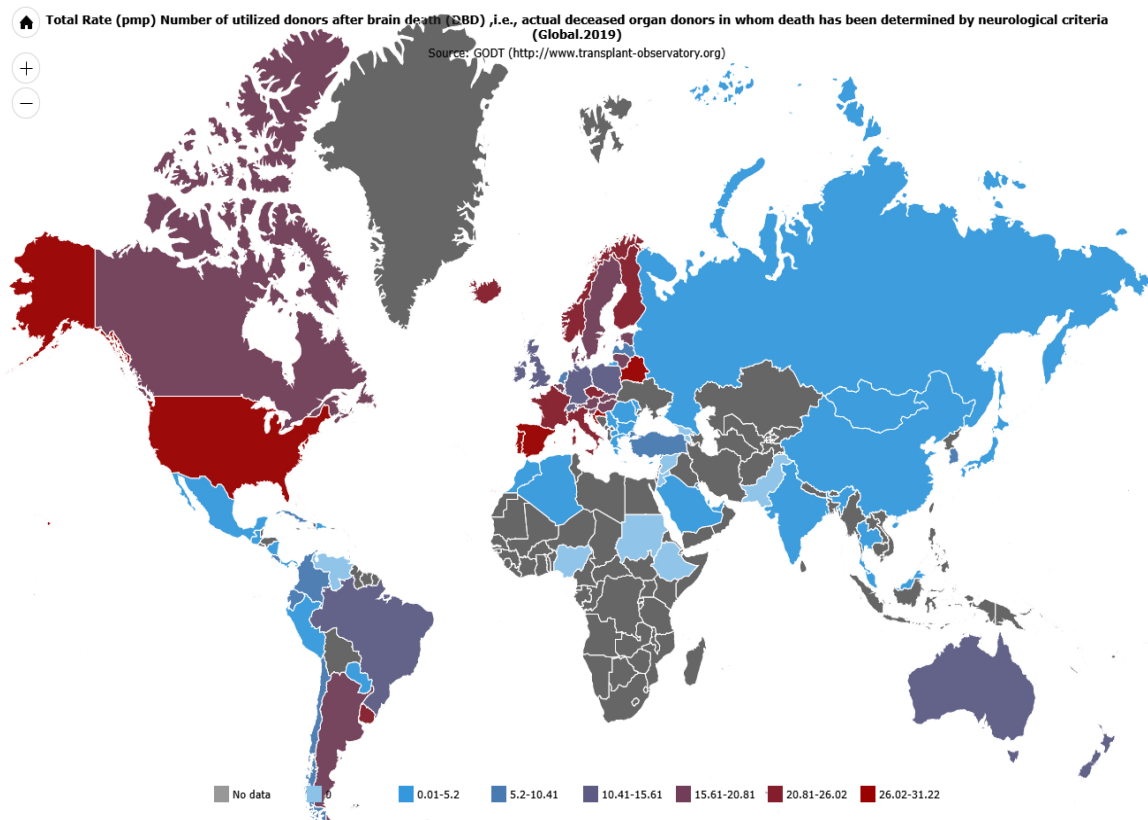 Total Rate (pmp) Number of utilized donors after brain death (DBD) ,i.e., actual deceased organ donors in whom death has been determined by neurological criteria
(Global.2019)
Source: GODT (http://www.transplant-observatory.org)
No data 0 0.01-5.2 5.2-10.41 10.41-15.61 15.61-20.81 20.81-26.02 26.02-31.22